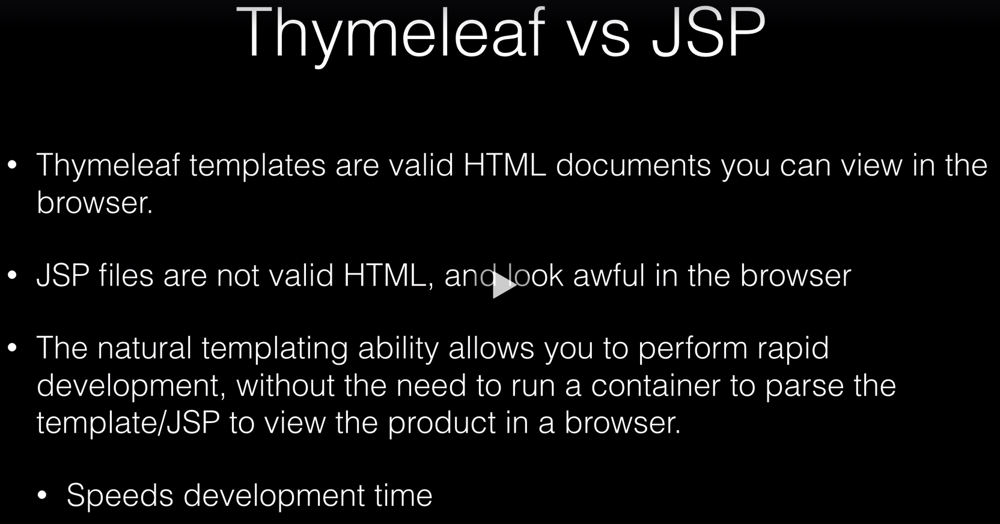 Thymeleaf vs JSP
• Thymeleaf templates are valid HTML documents you can view in the
browser.
• JSP files are not valid HTML, and look awful in the browser
• The natural templating ability allows you to perform rapid
development, without the need to run a container to parse the
template/JSP to view the product in a browser.
• Speeds development time